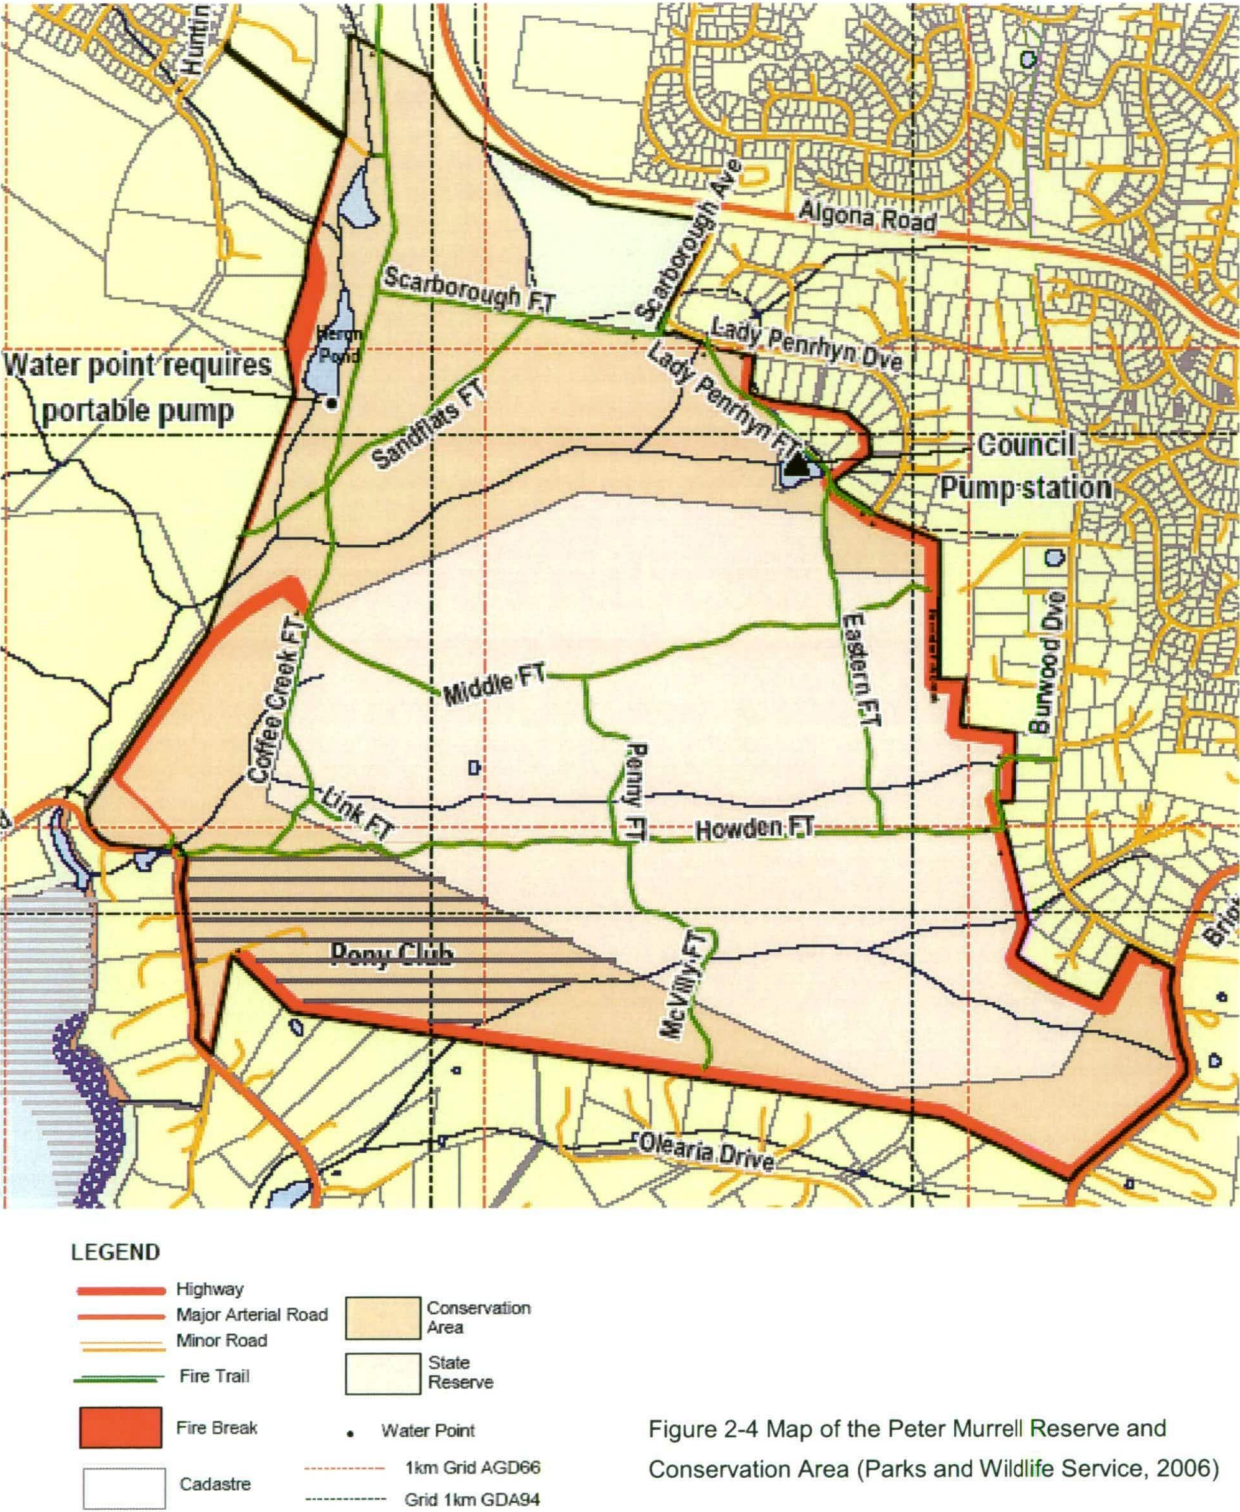 Huntin
Algona Road
Scarborough Ave
Scarborough FT
Lady Penrhyn Dve
Heron
Pond
Water point requires
portable pump
Lady Penrhyn FT
Sandflats FT
Council
Pump station
Burwood Dve
Eastern FT
Coffee Creek FT
Middle FT
Penny FT
Link FT
Howden FT
d
Pony Club
McVilly FT
Olearia Drive
LEGEND
Highway
Major Arterial Road
Minor Road
Fire Trail
Fire Break
Cadastre
Conservation
Area
State
Reserve
Water Point
1km Grid AGD66
Grid 1km GDA94
Figure 2-4 Map of the Peter Murrell Reserve and
Conservation Area (Parks and Wildlife Service, 2006)